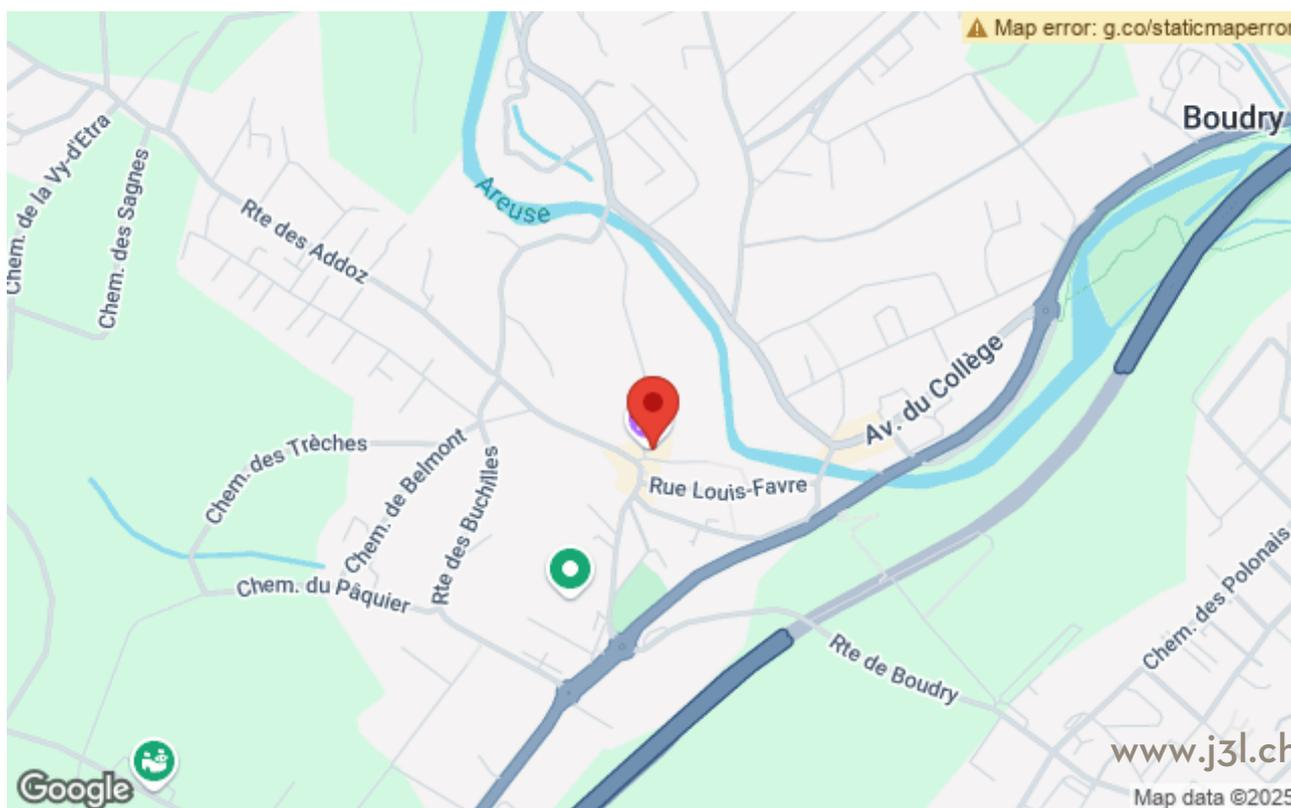 Map error: g.co/staticmaperror
Boudry
Chem. de la Vy-d'Etra
Chem. des Sagnes
Areuse
Rte des Addoz
Av. du Collège
Chem. des Trèches
Chem. de Belmont
Rte des Buchilles
Rue Louis-Favre
Chem. du Pâquier
Chem. des Polonais
Rte de Boudry
www.j3l.ch
Google
Map data ©2025